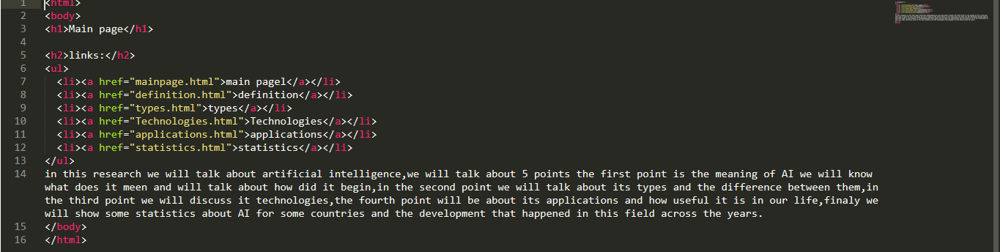 1 <html>
2 <body>
3 <h1>Main page</h1>
4
5 <h2>links:</h2>
6 <ul>
7 <li><a href="mainpage.html">main pagel</a></li>
8 <li><a href="definition.html">definition</a></li>
9 <li><a href="types.html">types</a></li>
10 <li><a href="Technologies.html">Technologies</a></li>
11 <li><a href="applications.html">applications</a></li>
12 <li><a href="statistics.html">statistics</a></li>
13 </ul>
14 in this research we will talk about artificial intelligence,we will talk about 5 points the first point is the meaning of AI we will know
what does it meen and will talk about how did it begin,in the second point we will talk about its types and the difference between them,in
the third point we will discuss it technologies,the fourth point will be about its applications and how useful it is in our life,finaly we
will show some statistics about AI for some countries and the development that happened in this field across the years.
15 </body>
16 </html>